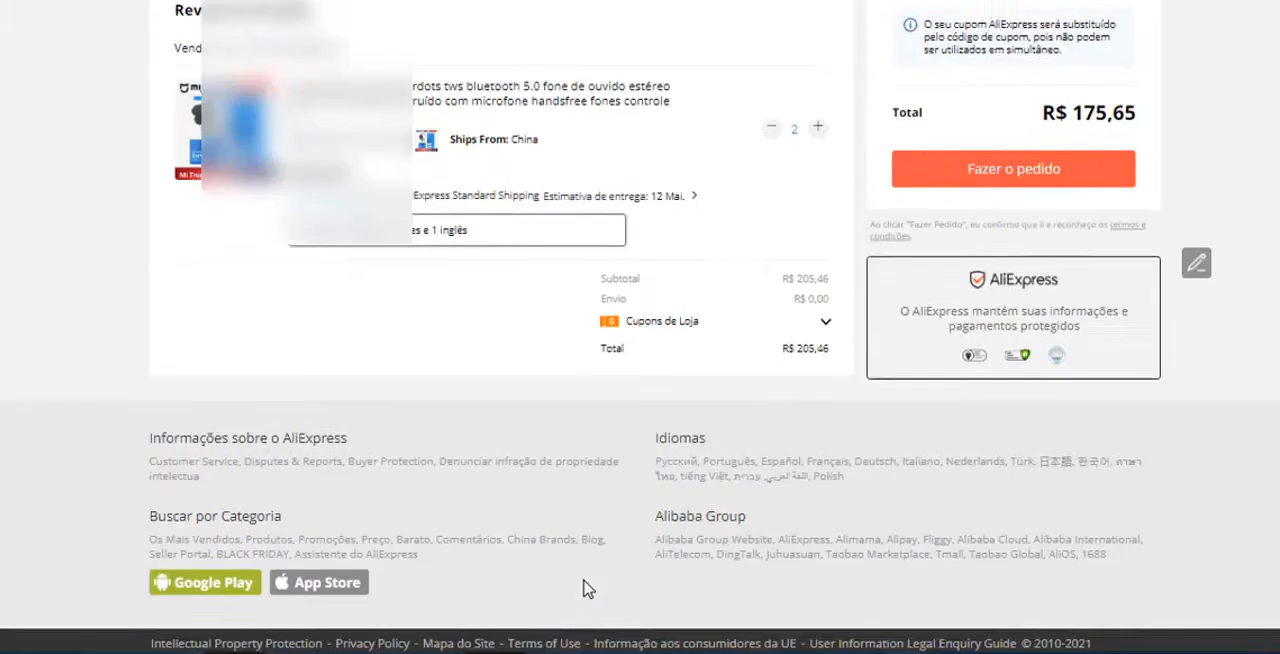 Rev
Vend
rdots tws bluetooth 5.0 fone de ouvido estéreo
ruído com microfone handsfree fones controle
Ships From: China
2
Express Standard Shipping Estimativa de entrega: 12 Mai.
es e 1 inglês
Subtotal R$ 205,46
Envio R$ 0,00
Cupons de Loja
Total R$ 205,46
O seu cupom AliExpress será substituído
pelo código de cupom, pois não podem
ser utilizados em simultâneo.
Total R$ 175,65
Fazer o pedido
Ao clicar "Fazer Pedido", eu confirmo que li e reconheço os termos e
condições.
AliExpress
O AliExpress mantém suas informações e
pagamentos protegidos
Informações sobre o AliExpress
Customer Service, Disputes & Reports, Buyer Protection, Denunciar infração de propriedade
intelectua
Idiomas
Русский, Português, Español, Français, Deutsch, Italiano, Nederlands, Türk, 日本語, 한국어, ภาษา
ไทย, tiếng Việt, اللغة العربي, עברית, Polish
Buscar por Categoria
Os Mais Vendidos, Produtos, Promoções, Preço, Barato, Comentários, China Brands, Blog,
Seller Portal, BLACK FRIDAY, Assistente do AliExpress
Alibaba Group
Alibaba Group Website, AliExpress, Alimama, Alipay, Fliggy, Alibaba Cloud, Alibaba International,
AliTelecom, DingTalk, Juhuasuan, Taobao Marketplace, Tmall, Taobao Global, AliOS, 1688
Google Play
App Store
Intellectual Property Protection - Privacy Policy - Mapa do Site - Terms of Use - Informação aos consumidores da UE - User Information Legal Enquiry Guide © 2010-2021